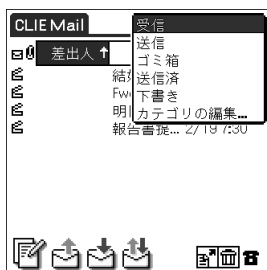 CLIE Mail
受信
送信
ゴミ箱
送信済
下書き
カテゴリの編集...
差出人
結
Fw
明
報告書提... 2/19 7:30